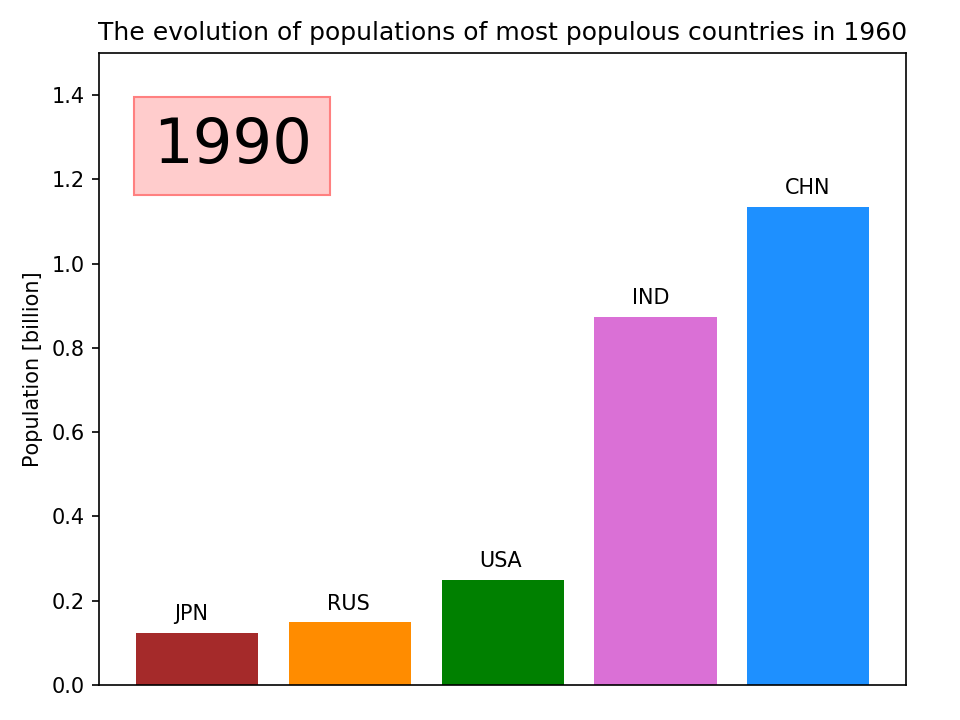 The evolution of populations of most populous countries in 1960
1990
Population [billion]
1.4
1.2
1.0
0.8
0.6
0.4
0.2
0.0
JPN
RUS
USA
IND
CHN